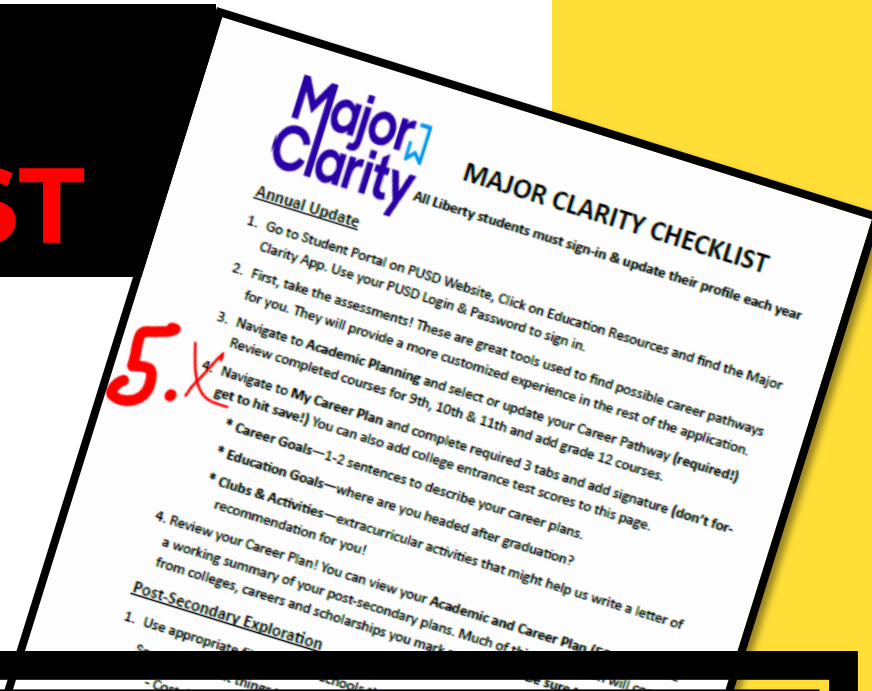 ST
Major
Clarity
MAJOR CLARITY CHECKLIST
All Liberty students must sign-in & update their profile each year
Annual Update
1. Go to Student Portal on PUSD Website, Click on Education Resources and find the Major
Clarity App. Use your PUSD Login & Password to sign in.
2. First, take the assessments! These are great tools used to find possible career pathways
for you. They will provide a more customized experience in the rest of the application.
3. Navigate to Academic Planning and select or update your Career Pathway (required!)
Review completed courses for 9th, 10th & 11th and add grade 12 courses.
5.x
4. Navigate to My Career Plan and complete required 3 tabs and add signature (don't for-
get to hit save!) You can also add college entrance test scores to this page.
* Career Goals—1-2 sentences to describe your career plans.
* Education Goals—where are you headed after graduation?
* Clubs & Activities—extracurricular activities that might help us write a letter of
recommendation for you!
4. Review your Career Plan! You can view your Academic and Career Plan
a working summary of your post-secondary plans. Much of will
from colleges, careers and scholarships you mark be sure
Post-Secondary Exploration
1. Use appropriate